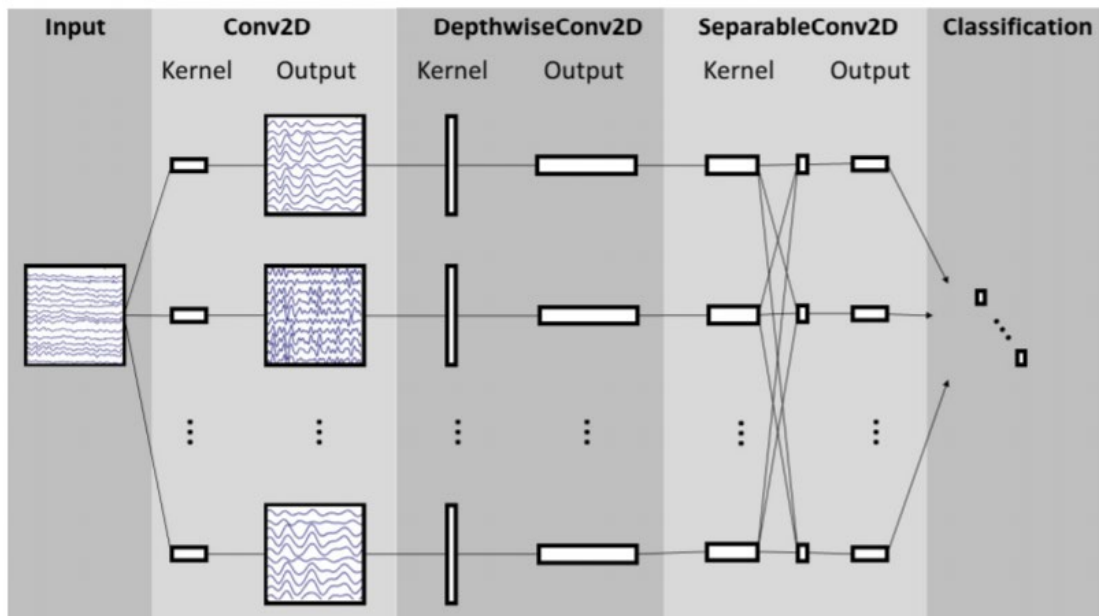 Input Conv2D DepthwiseConv2D SeparableConv2D Classification
Kernel Output Kernel Output Kernel Output